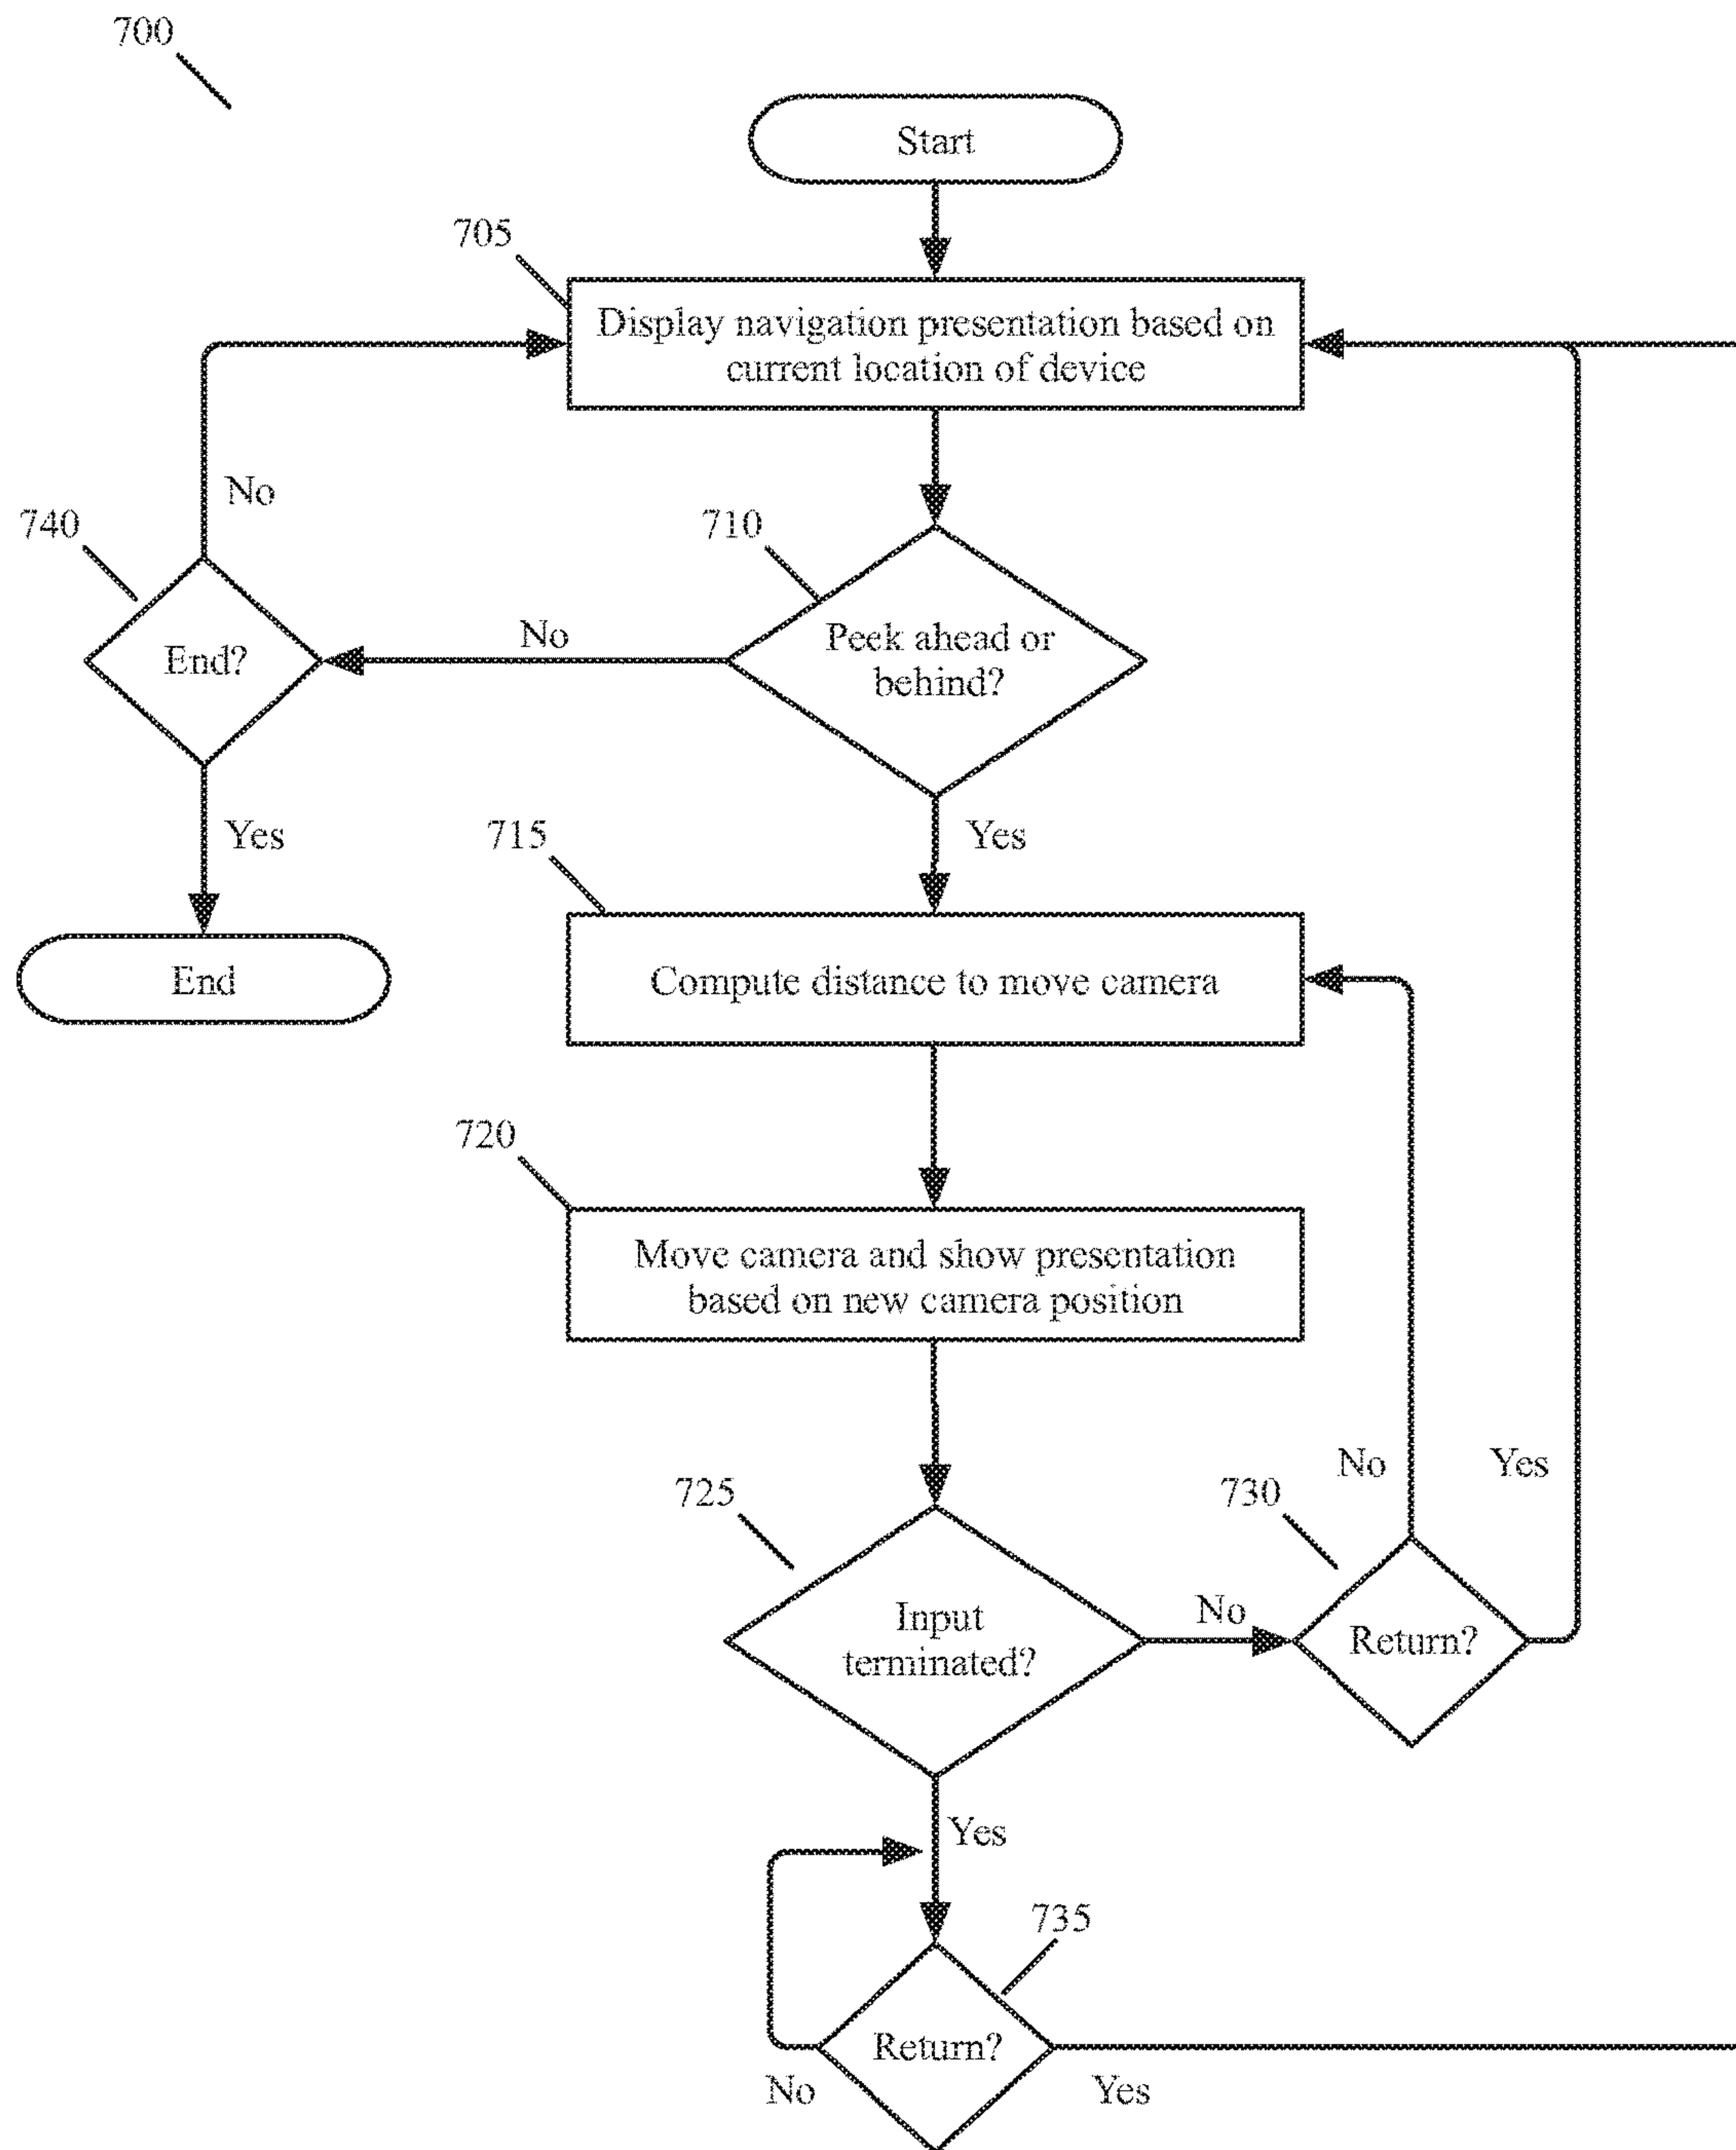 700
Start
705
Display navigation presentation based on
current location of device
No
740
710
End?
No
Peek ahead or
behind?
Yes
715
Yes
End
Compute distance to move camera
720
Move camera and show presentation
based on new camera position
No
Yes
725
730
Input
terminated?
No
Return?
Yes
735
Return?
No
Yes